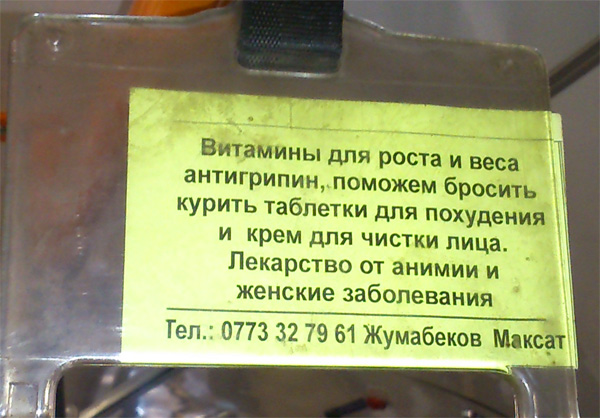 Витамины для роста и веса
антигрипин, поможем бросить
курить таблетки для похудения
и крем для чистки лица.
Лекарство от анимии и
женские заболевания
Тел.: 0773 32 79 61 Жумабеков Максат